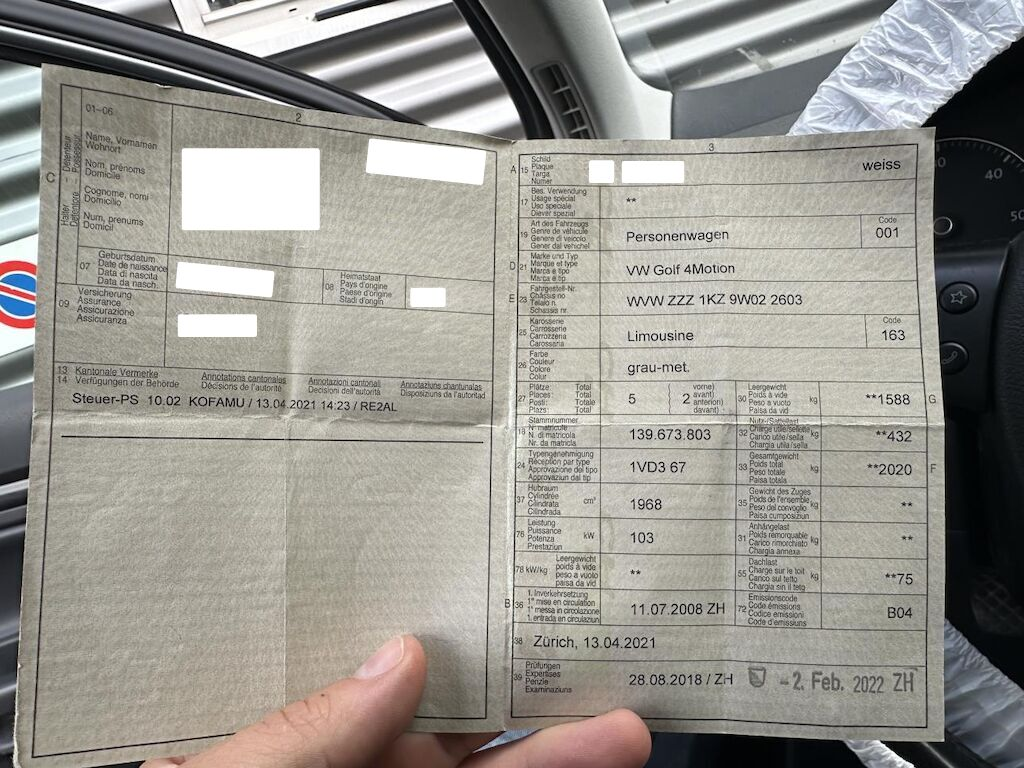 01–06
2
C
Halter – Détenteur
Detentore – Possessur
Name, Vornamen
Wohnort
Nom, prénoms
Domicile
Cognome, nomi
Domicilio
Num, prenums
Domicil
07
Geburtsdatum
Date de naissance
Data di nascita
Data da nasch.
08
Heimatstaat
Pays d'origine
Paese d'origine
Stadi d'origin
09
Versicherung
Assurance
Assicurazione
Assicuranza
13 Kantonale Vermerke
14 Verfügungen der Behörde
Annotations cantonales
Décisions de l'autorité
Annotazioni cantonali
Decisioni dell'autorità
Annotaziuns chantunalas
Disposiziuns da l'autoritad
Steuer-PS 10.02 KOFAMU / 13.04.2021 14:23 / RE2AL
3
A 15
Schild
Plaque
Targa
Numer
weiss
17
Bes. Verwendung
Usage spécial
Uso speciale
Diever spezial
**
19
Art des Fahrzeugs
Genre de véhicule
Genere di veicolo
Gener dal vehichel
Personenwagen
Code
001
D 21
Marke und Typ
Marque et type
Marca e tipo
Marca e tip
VW Golf 4Motion
E 23
Fahrgestell-Nr.
Châssis no
Telaio n.
Schassis nr.
WVW ZZZ 1KZ 9W02 2603
25
Karosserie
Carrosserie
Carrozzeria
Carossaria
Limousine
Code
163
26
Farbe
Couleur
Colore
Colur
grau-met.
27
Plätze: Total
Places: Total
Posti: Totale
Plazs: Total
5
2
vorne)
avant)
anteriori)
davant)
30
Leergewicht
Poids à vide
Peso a vuoto
Paisa da vid
kg
**1588
G
18
Stammnummer
N° matricule
N. di matricola
Nr. da matricla
139.673.803
32
Nutz-/Sattellast
Charge utile/sellette
Carico utile/sella
Chargia utila/sella
kg
**432
24
Typengenehmigung
Réception par type
Approvazione del tipo
Approvaziun dal tip
1VD3 67
33
Gesamtgewicht
Poids total
Peso totale
Paisa totala
kg
**2020
F
37
Hubraum
Cylindrée
Cilindrata
Cilindrada
cm³
1968
35
Gewicht des Zuges
Poids de l'ensemble
Peso del convoglio
Paisa cumposiziun
kg
**
76
Leistung
Puissance
Potenza
Prestaziun
kW
103
31
Anhängelast
Poids remorquable
Carico rimorchiato
Chargia annexa
kg
**
78 kW/kg
Leergewicht
poids à vide
peso a vuoto
paisa da vid
**
55
Dachlast
Charge sur le toit
Carico sul tetto
Chargia sin il tetg
kg
**75
B 36
1. Inverkehrsetzung
1re mise en circulation
1a messa in circolazione
1. entrada en circulaziun
11.07.2008 ZH
72
Emissionscode
Code émissions
Codice emissioni
Code d'emissiuns
B04
38
Zürich, 13.04.2021
39
Prüfungen
Expertises
Perizie
Examinaziuns
28.08.2018 / ZH
-2. Feb. 2022 ZH
40
50